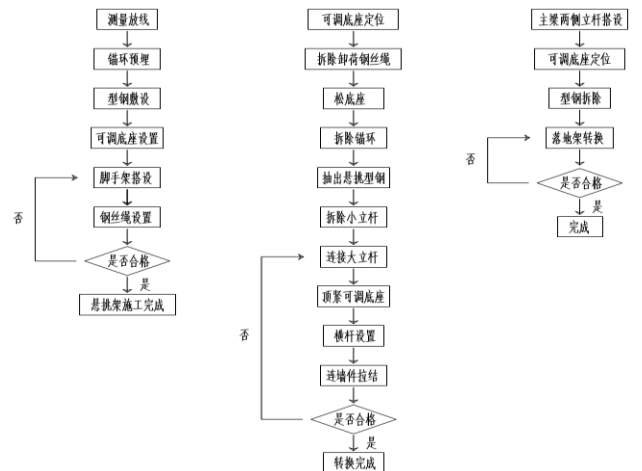 测量放线
锚环预埋
型钢敷设
可调底座设置
脚手架搭设
钢丝绳设置
否
是否合格
是
悬挑架施工完成
可调底座定位
拆除卸荷钢丝绳
松底座
拆除锚环
抽出悬挑型钢
拆除小立杆
连接大立杆
顶紧可调底座
否
横杆设置
连墙件拉结
是否合格
是
转换完成
主梁两侧立杆搭设
可调底座定位
型钢拆除
落地架转换
否
是否合格
是
完成